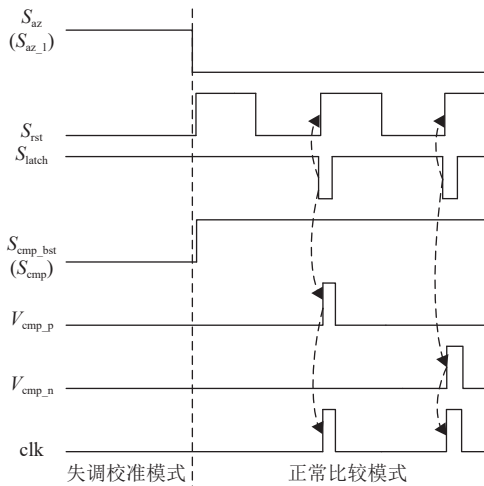 S_az
(S_az_1)
S_rst
S_latch
S_cmp_bst
(S_cmp)
V_cmp_p
V_cmp_n
clk
失调校准模式
正常比较模式